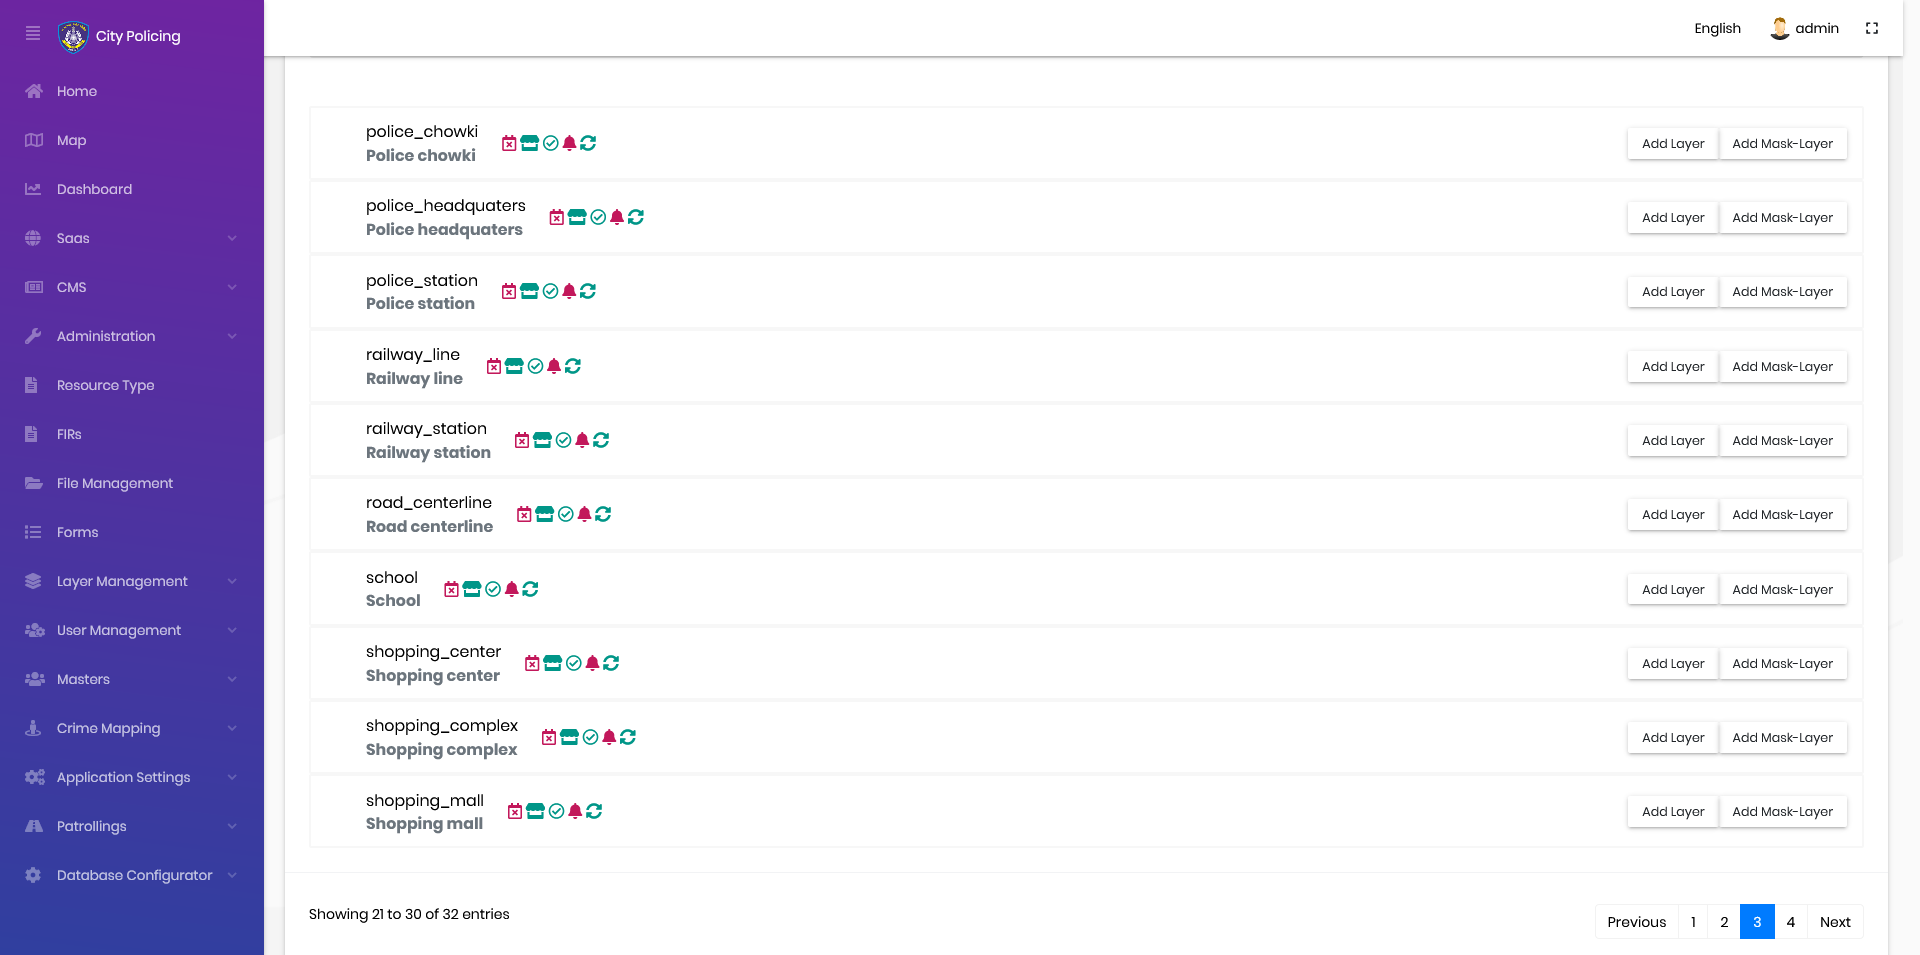 City Policing
Home
Map
Dashboard
Saas
CMS
Administration
Resource Type
FIRs
File Management
Forms
Layer Management
User Management
Masters
Crime Mapping
Application Settings
Patrollings
Database Configurator
English
admin
police_chowki
Police chowki
Add Layer Add Mask-Layer
police_headquaters
Police headquaters
Add Layer Add Mask-Layer
police_station
Police station
Add Layer Add Mask-Layer
railway_line
Railway line
Add Layer Add Mask-Layer
railway_station
Railway station
Add Layer Add Mask-Layer
road_centerline
Road centerline
Add Layer Add Mask-Layer
school
School
Add Layer Add Mask-Layer
shopping_center
Shopping center
Add Layer Add Mask-Layer
shopping_complex
Shopping complex
Add Layer Add Mask-Layer
shopping_mall
Shopping mall
Add Layer Add Mask-Layer
Showing 21 to 30 of 32 entries
Previous 1 2 3 4 Next